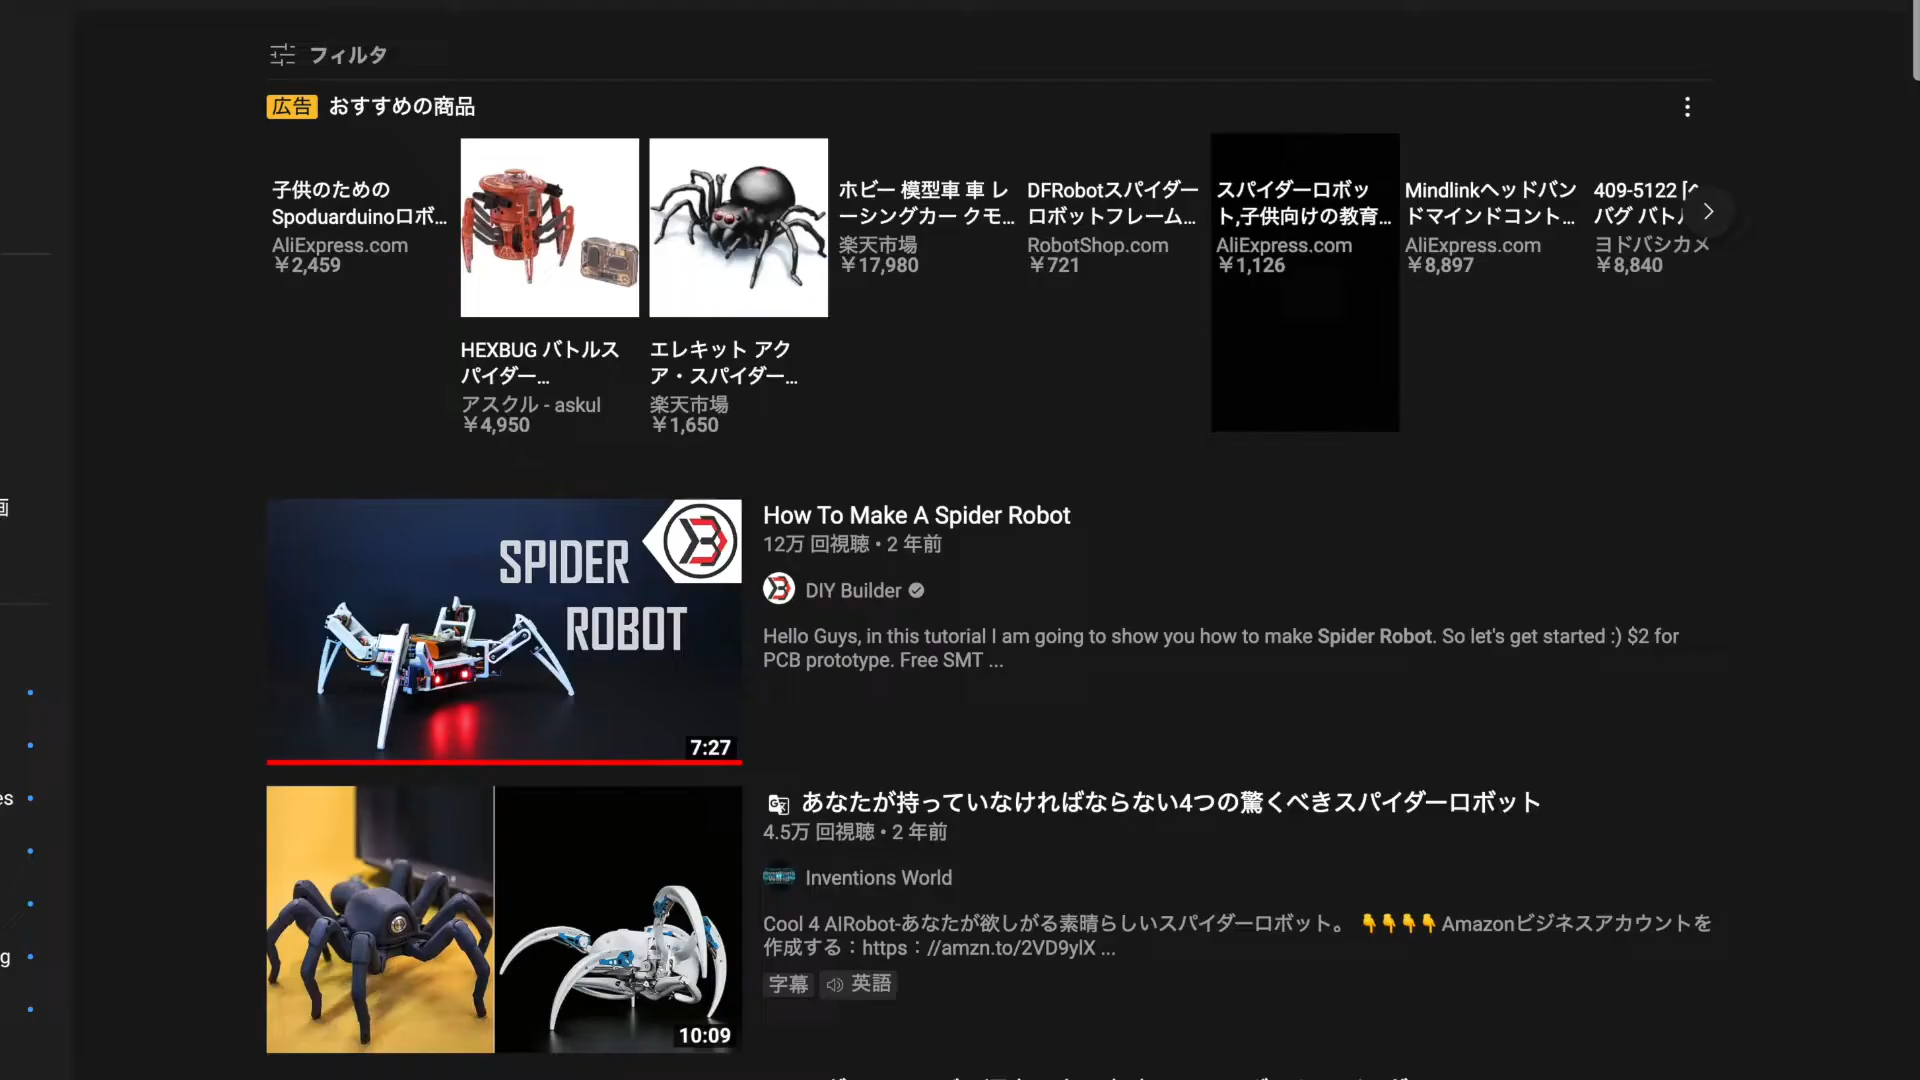 フィルタ
広告 おすすめの商品
子供のための
Spoduarduinoロボ...
AliExpress.com
￥2,459
HEXBUG バトルス
パイダー...
アスクル - askul
￥4,950
エレキット アク
ア・スパイダー...
楽天市場
￥1,650
ホビー 模型車 車 レ
ーシングカー クモ...
楽天市場
￥17,980
DFRobotスパイダー
ロボットフレーム...
RobotShop.com
￥721
スパイダーロボッ
ト,子供向けの教育...
AliExpress.com
￥1,126
Mindlinkヘッドバン
ドマインドコント...
AliExpress.com
￥8,897
409-5122
バグ バト
ヨドバシカメ
￥8,840
SPIDER
ROBOT
7:27
How To Make A Spider Robot
12万 回視聴・2 年前
DIY Builder
Hello Guys, in this tutorial I am going to show you how to make Spider Robot. So let's get started :) $2 for
PCB prototype. Free SMT ...
10:09
あなたが持っていなければならない4つの驚くべきスパイダーロボット
4.5万 回視聴・2 年前
Inventions World
Cool 4 AIRobot-あなたが欲しがる素晴らしいスパイダーロボット。 👇👇👇👇 Amazonビジネスアカウントを
作成する：https：//amzn.to/2VD9ylX ...
字幕 英語
画
es
g